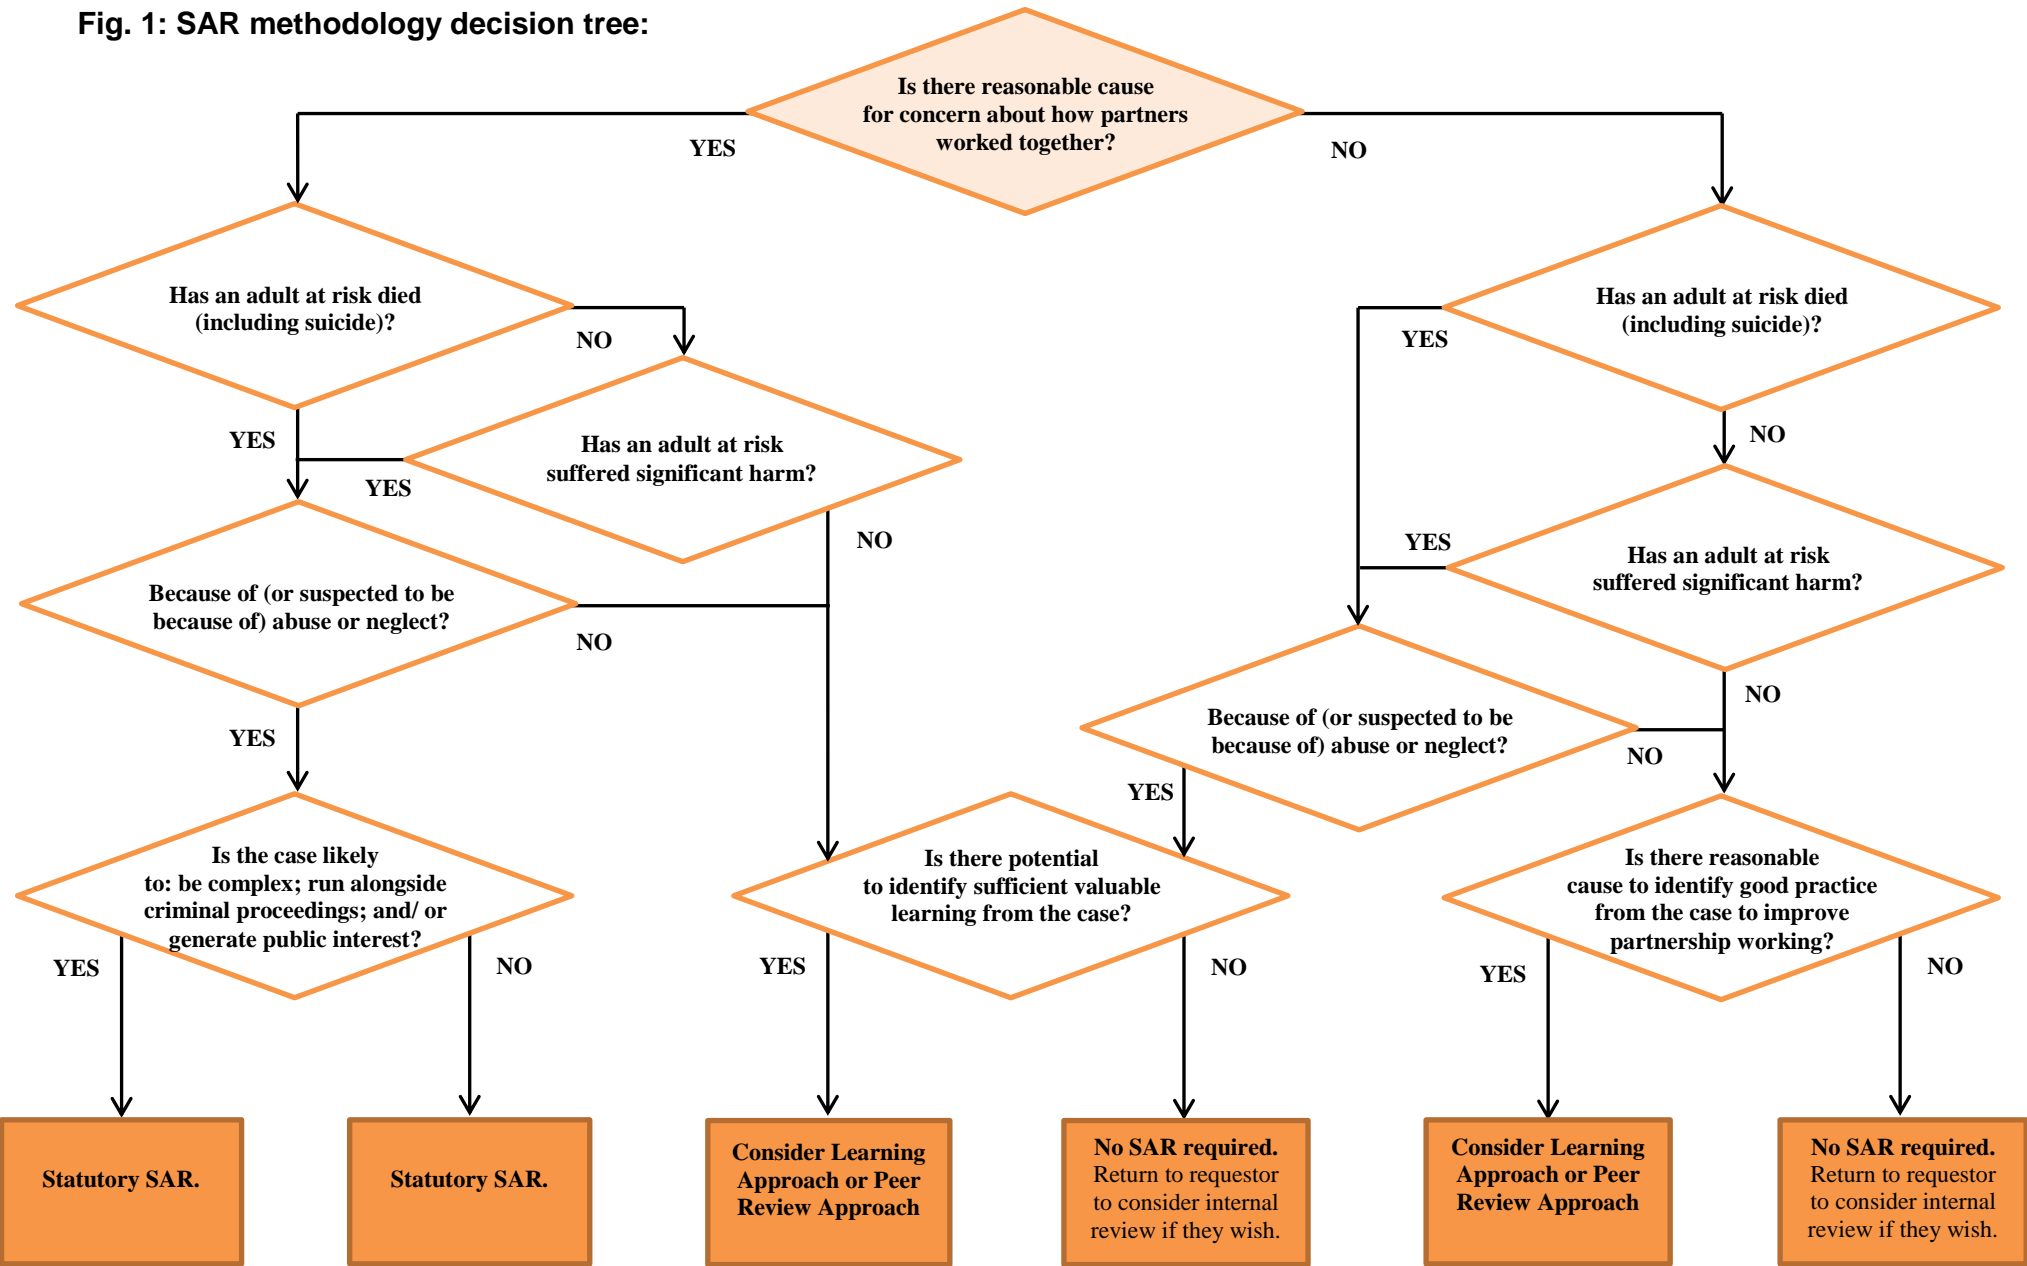 Fig. 1: SAR methodology decision tree:
Is there reasonable cause
for concern about how partners
worked together?
YES
NO
Has an adult at risk died
(including suicide)?
NO
YES
Has an adult at risk
suffered significant harm?
YES
NO
Because of (or suspected to be
because of) abuse or neglect?
NO
YES
Is the case likely
to: be complex; run alongside
criminal proceedings; and/ or
generate public interest?
YES
NO
Has an adult at risk died
(including suicide)?
YES
NO
Has an adult at risk
suffered significant harm?
YES
NO
Because of (or suspected to be
because of) abuse or neglect?
NO
YES
Is there potential
to identify sufficient valuable
learning from the case?
YES
NO
Is there reasonable
cause to identify good practice
from the case to improve
partnership working?
YES
NO
Statutory SAR.
Statutory SAR.
Consider Learning
Approach or Peer
Review Approach
No SAR required.
Return to requestor
to consider internal
review if they wish.
Consider Learning
Approach or Peer
Review Approach
No SAR required.
Return to requestor
to consider internal
review if they wish.